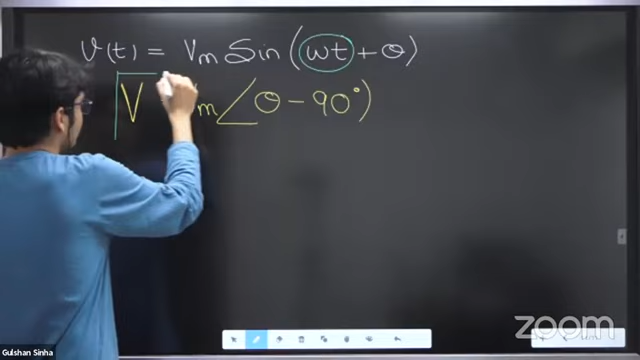 v(t) = Vm Sin (ωt + θ)
V m∠θ - 90°)
zoom
Gulshan Sinha